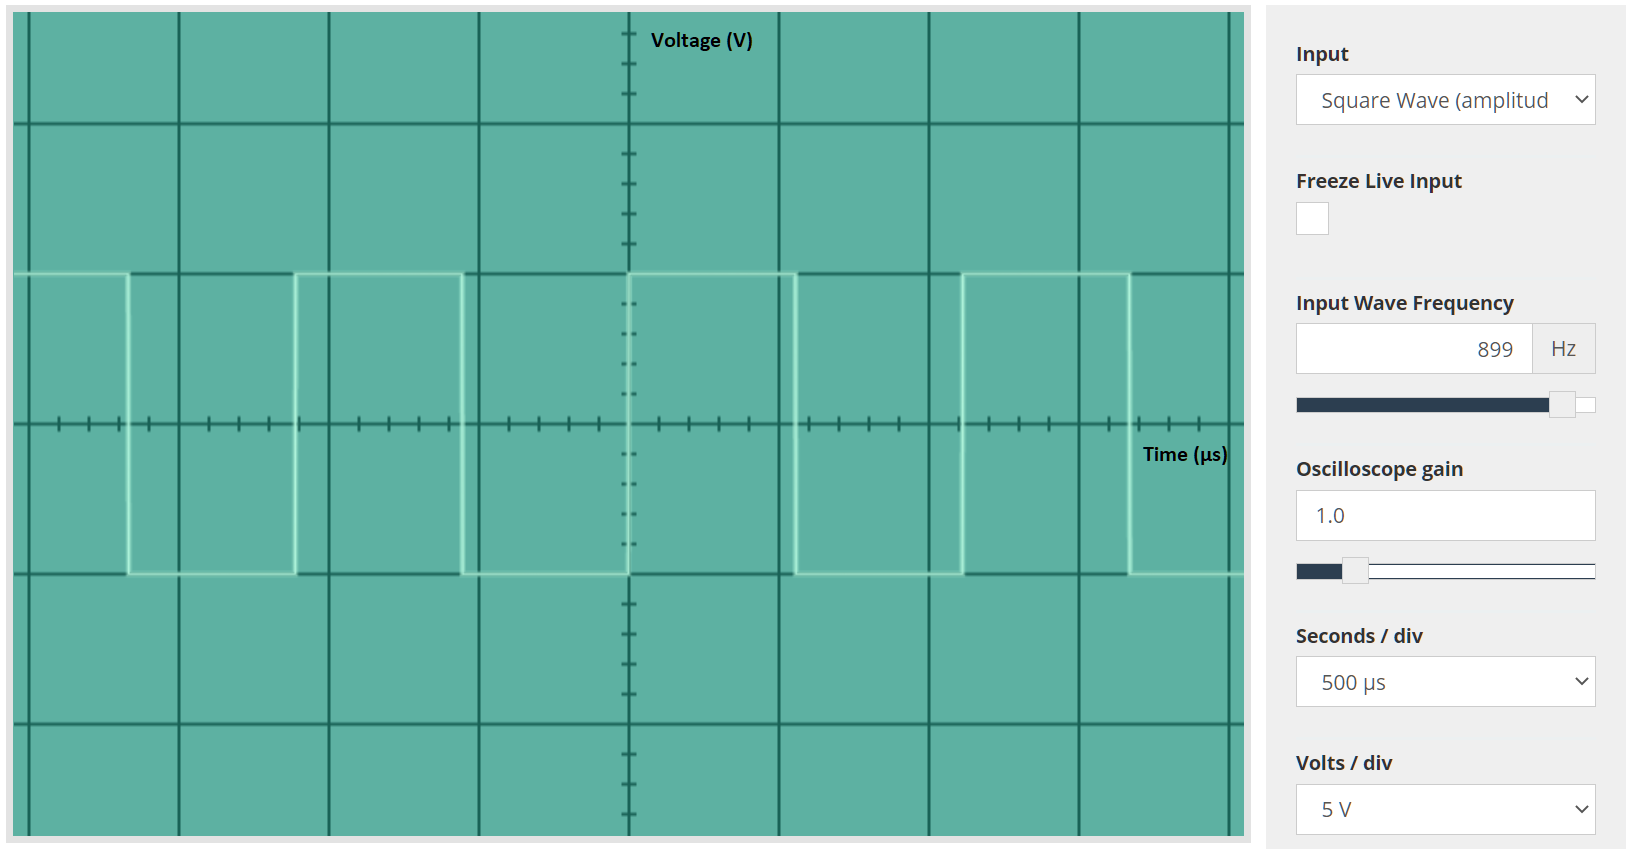 Voltage (V)
Time (µs)
Input
Square Wave (amplitud
Freeze Live Input
Input Wave Frequency
899 Hz
Oscilloscope gain
1.0
Seconds / div
500 µs
Volts / div
5 V